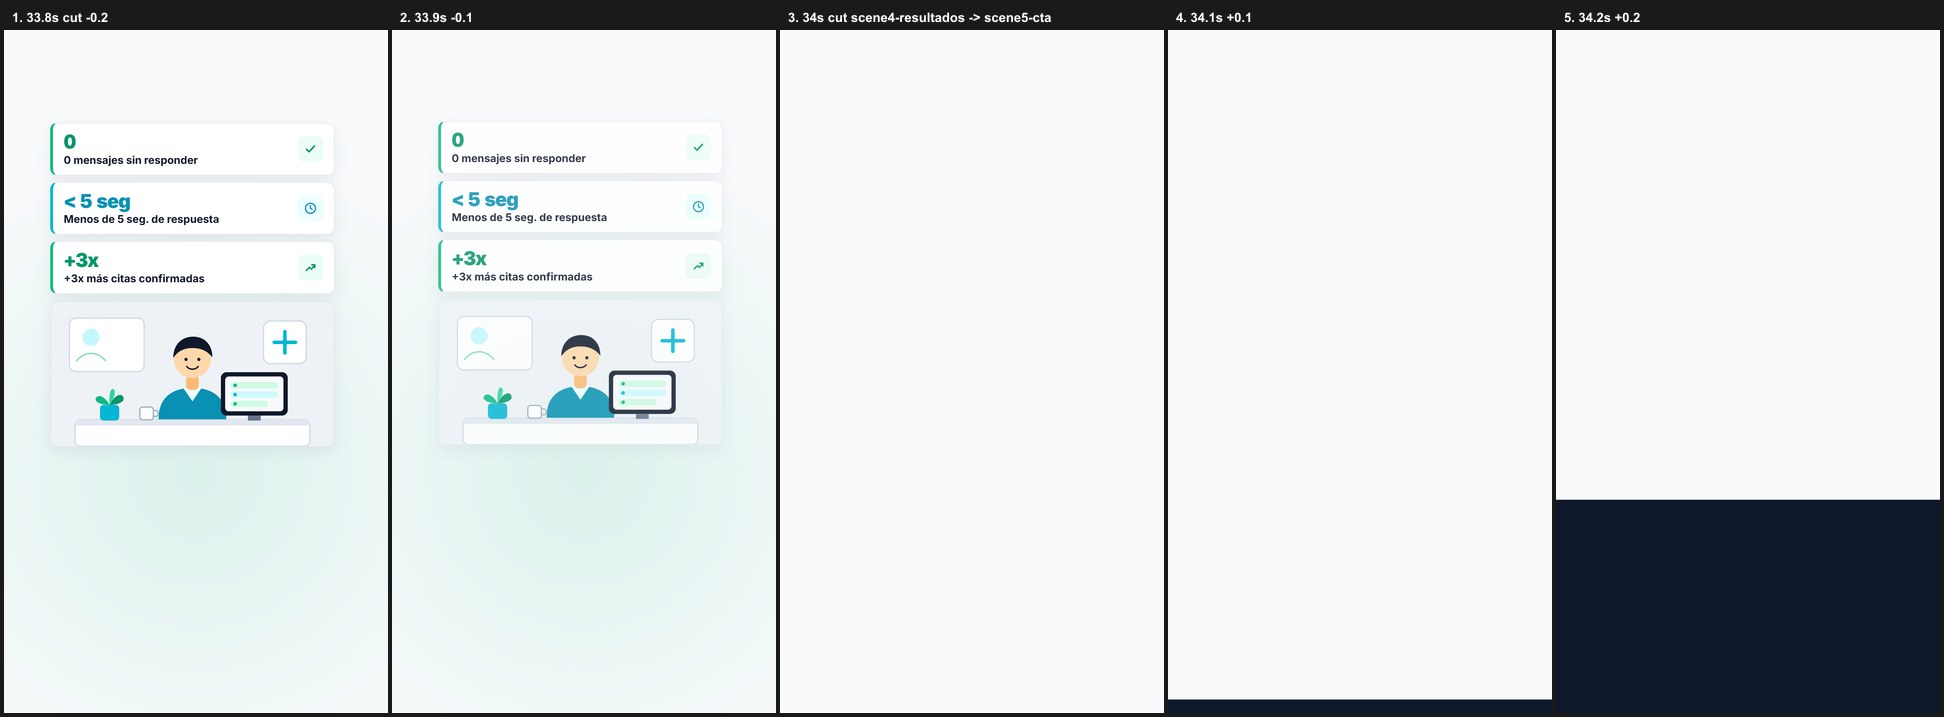 1. 33.8s cut -0.2
0
0 mensajes sin responder
< 5 seg
Menos de 5 seg. de respuesta
+3x
+3x más citas confirmadas
2. 33.9s -0.1
0
0 mensajes sin responder
< 5 seg
Menos de 5 seg. de respuesta
+3x
+3x más citas confirmadas
3. 34s cut scene4-resultados -> scene5-cta
4. 34.1s +0.1
5. 34.2s +0.2